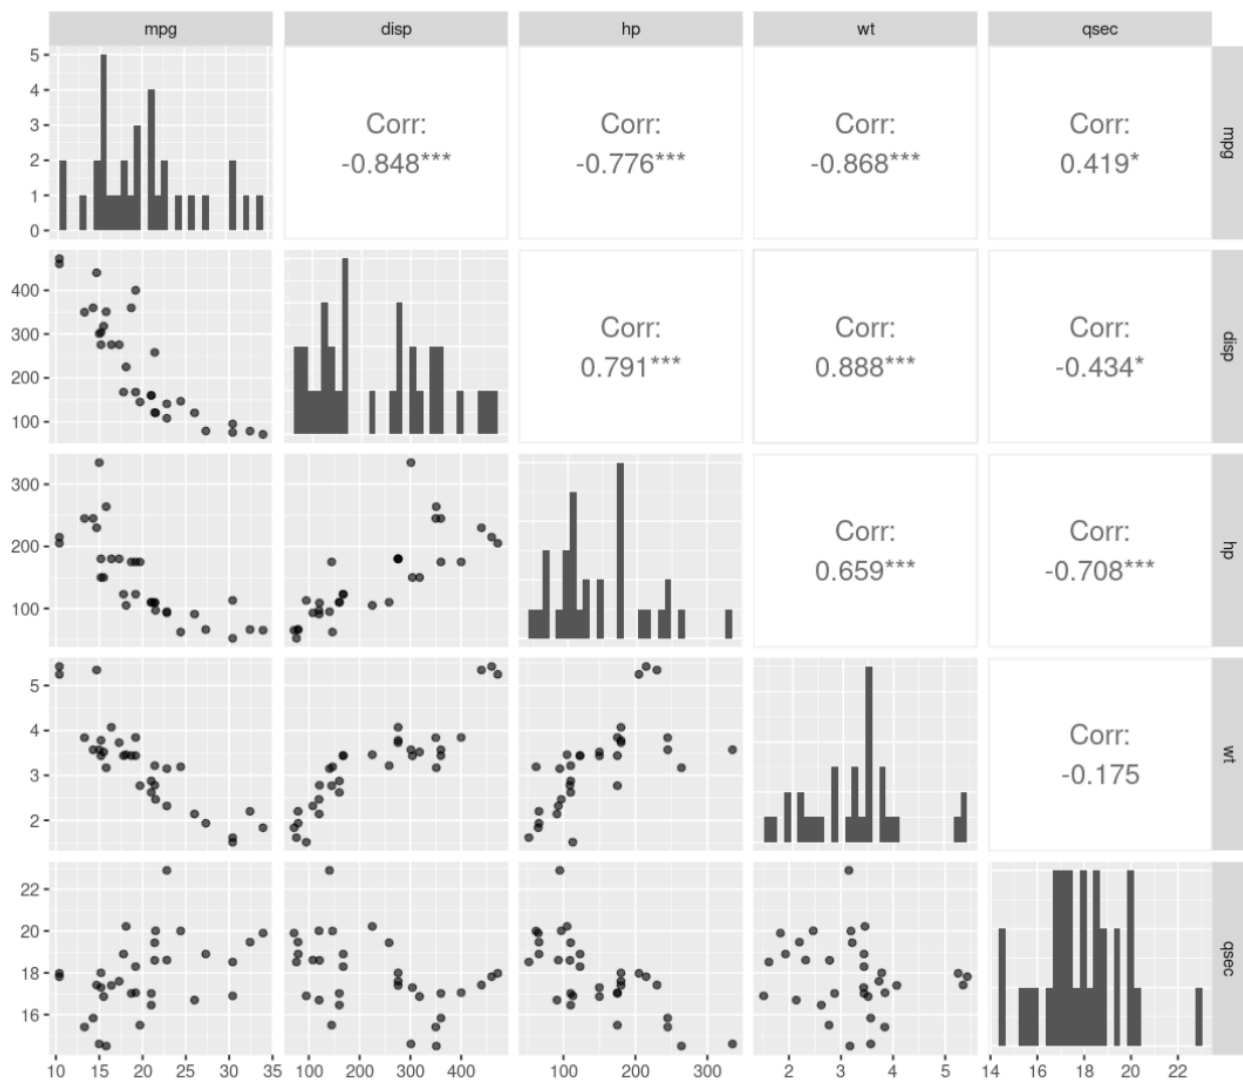 mpg disp hp wt qsec
5
4
3
2
1
0
Corr:
-0.848***
Corr:
-0.776***
Corr:
-0.868***
Corr:
0.419*
mpg
400
300
200
100
Corr:
0.791***
Corr:
0.888***
Corr:
-0.434*
disp
300
200
100
Corr:
0.659***
Corr:
-0.708***
hp
5
4
3
2
Corr:
-0.175
wt
22
20
18
16
qsec
10 15 20 25 30 35 100 200 300 400 100 200 300 2 3 4 5 14 16 18 20 22